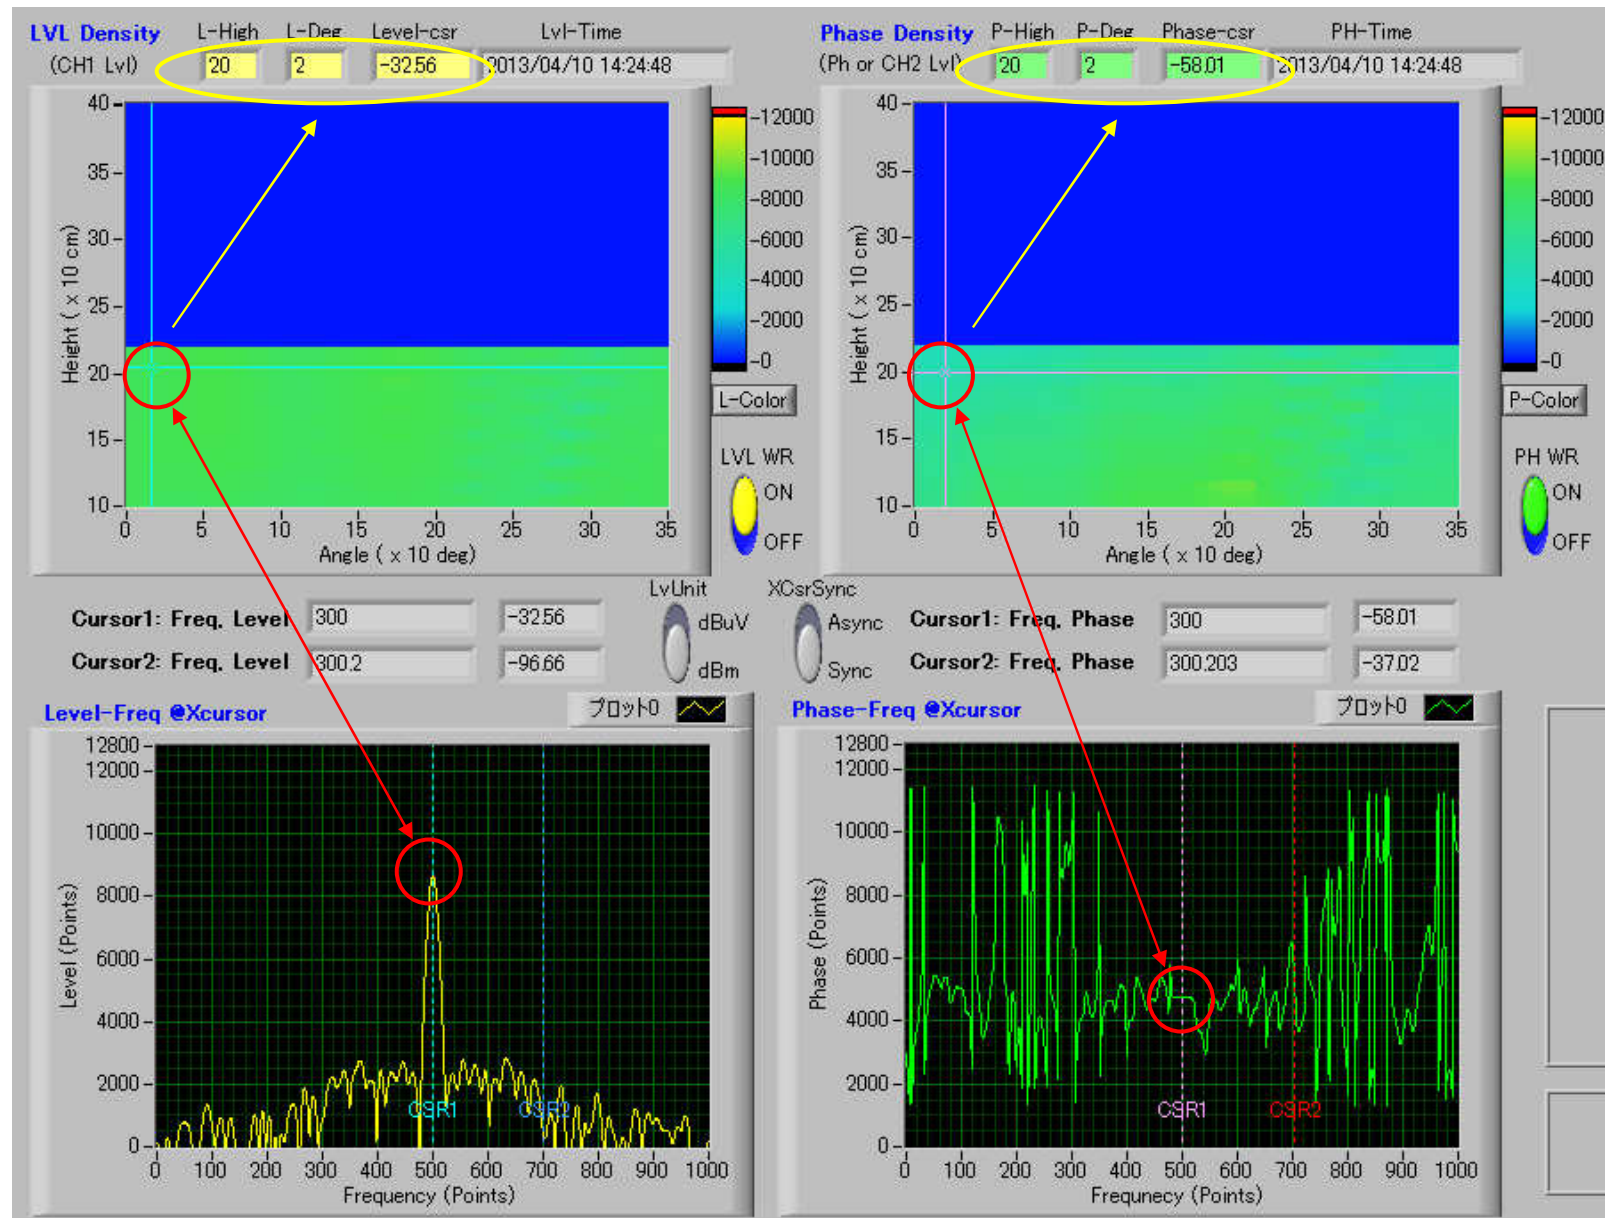 LVL Density L-High L-Deg Level-csr Lvl-Time
(CH1 Lvl) 20 2 -32.56 2013/04/10 14:24:48
40
35
30
25
20
15
10
Height ( x 10 cm)
0 5 10 15 20 25 30 35
Angle ( x 10 deg)
-12000
-10000
-8000
-6000
-4000
-2000
-0
L-Color
LVL WR
ON
OFF
Phase Density P-High P-Deg Phase-csr PH-Time
(Ph or CH2 Lvl) 20 2 -58.01 2013/04/10 14:24:48
40
35
30
25
20
15
10
Height ( x 10 cm)
0 5 10 15 20 25 30 35
Angle ( x 10 deg)
-12000
-10000
-8000
-6000
-4000
-2000
-0
P-Color
PH WR
ON
OFF
Cursor1: Freq, Level 300 -32.56
Cursor2: Freq, Level 300.2 -96.66
LvUnit
dBuV
dBm
XCsrSync
Async
Sync
Cursor1: Freq, Phase 300 -58.01
Cursor2: Freq, Phase 300.203 -37.02
Level-Freq @Xcursor プロット0
12800
12000
10000
8000
6000
4000
2000
0
Level (Points)
CSR1 CSR2
0 100 200 300 400 500 600 700 800 900 1000
Frequency (Points)
Phase-Freq @Xcursor プロット0
12800
12000
10000
8000
6000
4000
2000
0
Phase (Points)
CSR1 CSR2
0 100 200 300 400 500 600 700 800 900 1000
Frequnecy (Points)